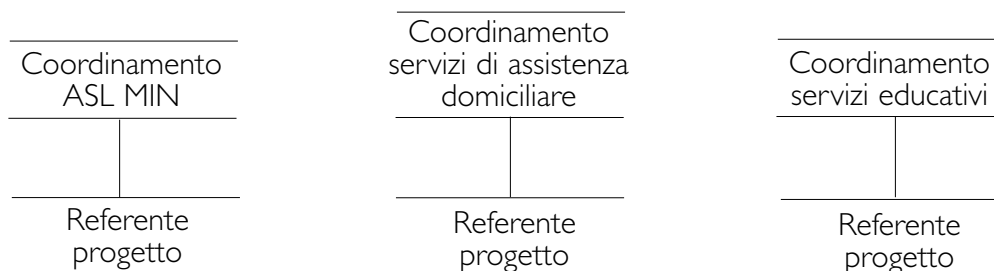 Coordinamento
ASL MIN
Coordinamento
servizi di assistenza
domiciliare
Coordinamento
servizi educativi
Referente
progetto
Referente
progetto
Referente
progetto